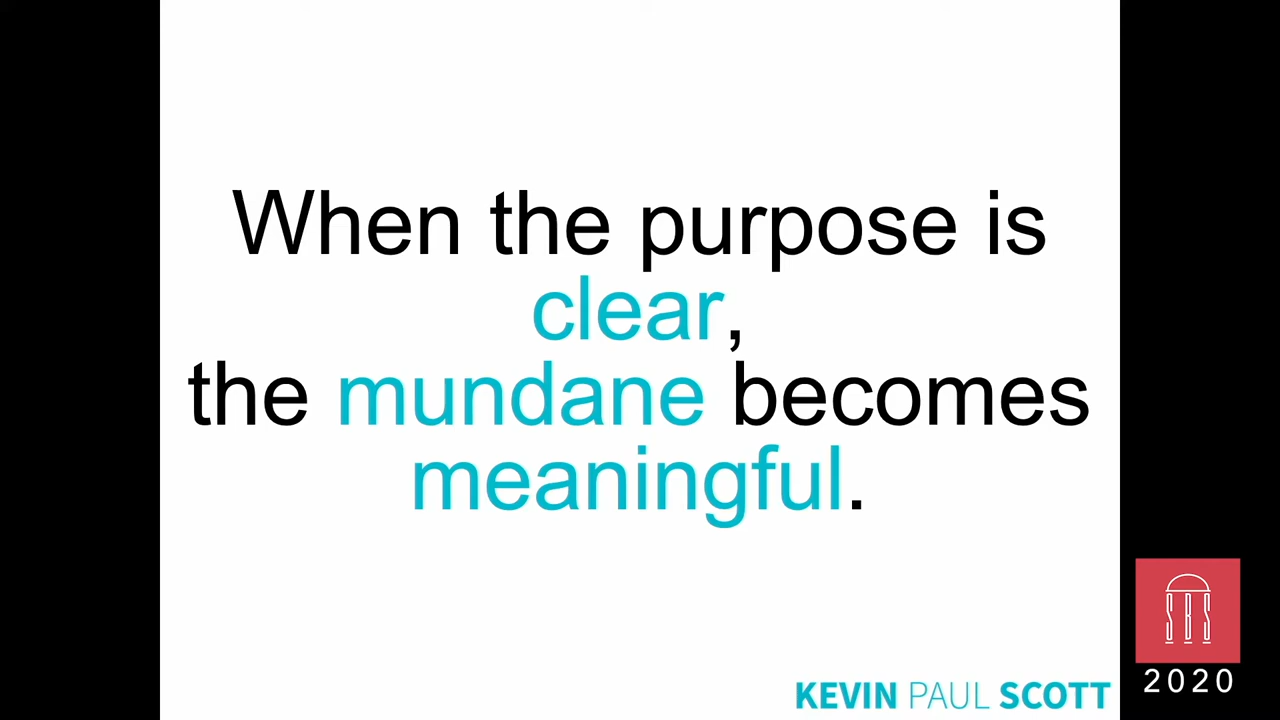 When the purpose is
clear,
the mundane becomes
meaningful.
SBS
2020
KEVIN PAUL SCOTT